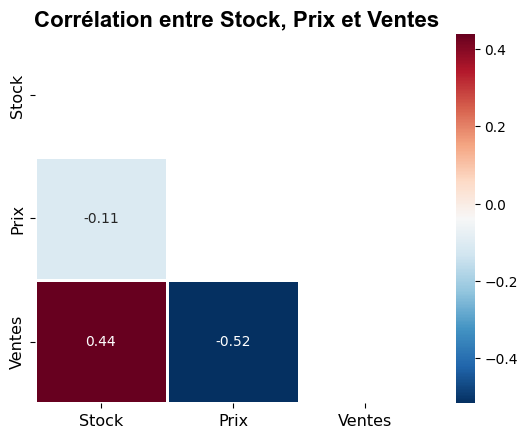 Corrélation entre Stock, Prix et Ventes
Stock
Prix
Ventes
-0.11
0.44
-0.52
Stock
Prix
Ventes
0.4
0.2
0.0
−0.2
−0.4